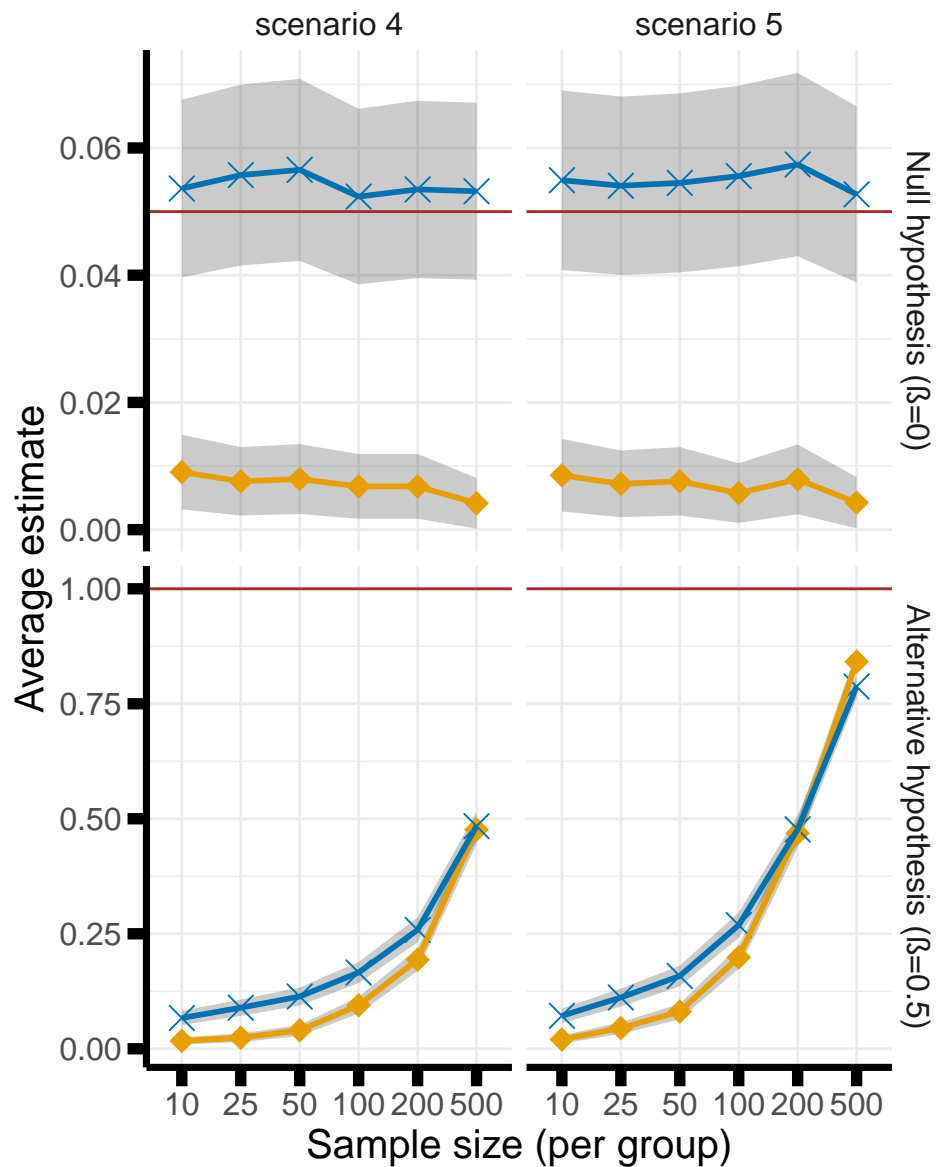 scenario 4
scenario 5
0.06
0.04
0.02
0.00
Null hypothesis (ß=0)
Average estimate
1.00
0.75
0.50
0.25
0.00
Alternative hypothesis (ß=0.5)
10 25 50 100 200 500
10 25 50 100 200 500
Sample size (per group)